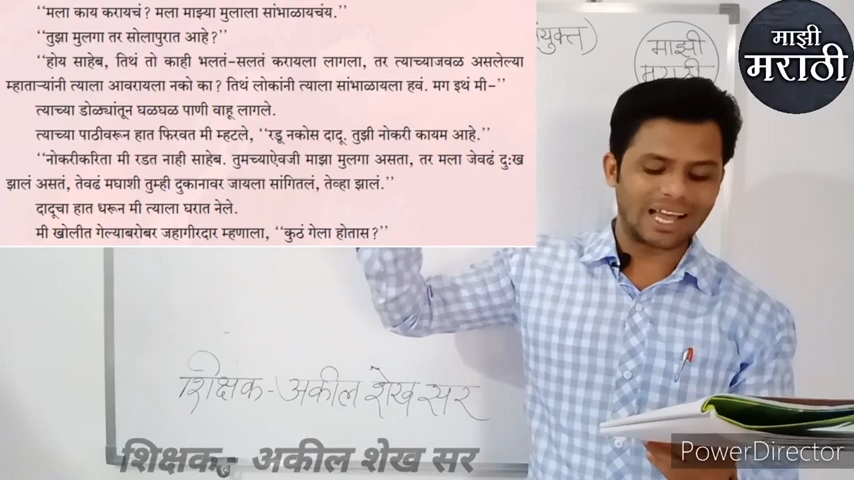 ‘‘मला काय करायचं? मला माझ्या मुलाला सांभाळायचंय.’’
‘‘तुझा मुलगा तर सोलापुरात आहे?’’
‘‘होय साहेब, तिथं तो काही भलतं-सलतं करायला लागला, तर त्याच्याजवळ असलेल्या
म्हाताऱ्यांनी त्याला आवरायला नको का? तिथं लोकांनी त्याला सांभाळायला हवं. मग इथं मी-’’
त्याच्या डोळ्यांतून घळघळ पाणी वाहू लागले.
त्याच्या पाठीवरून हात फिरवत मी म्हटले, ‘‘रडू नकोस दादू. तुझी नोकरी कायम आहे.’’
‘‘नोकरीकरिता मी रडत नाही साहेब. तुमच्याऐवजी माझा मुलगा असता, तर मला जेवढं दुःख
झालं असतं, तेवढं मघाशी तुम्ही दुकानावर जायला सांगितलं, तेव्हा झालं.’’
दादूचा हात धरून मी त्याला घरात नेले.
मी खोलीत गेल्याबरोबर जहागीरदार म्हणाला, ‘‘कुठं गेला होतास?’’
माझी
मराठी
माझी
मराठी
शिक्षक - अकील शेख सर
शिक्षक- अकील शेख सर
PowerDirector